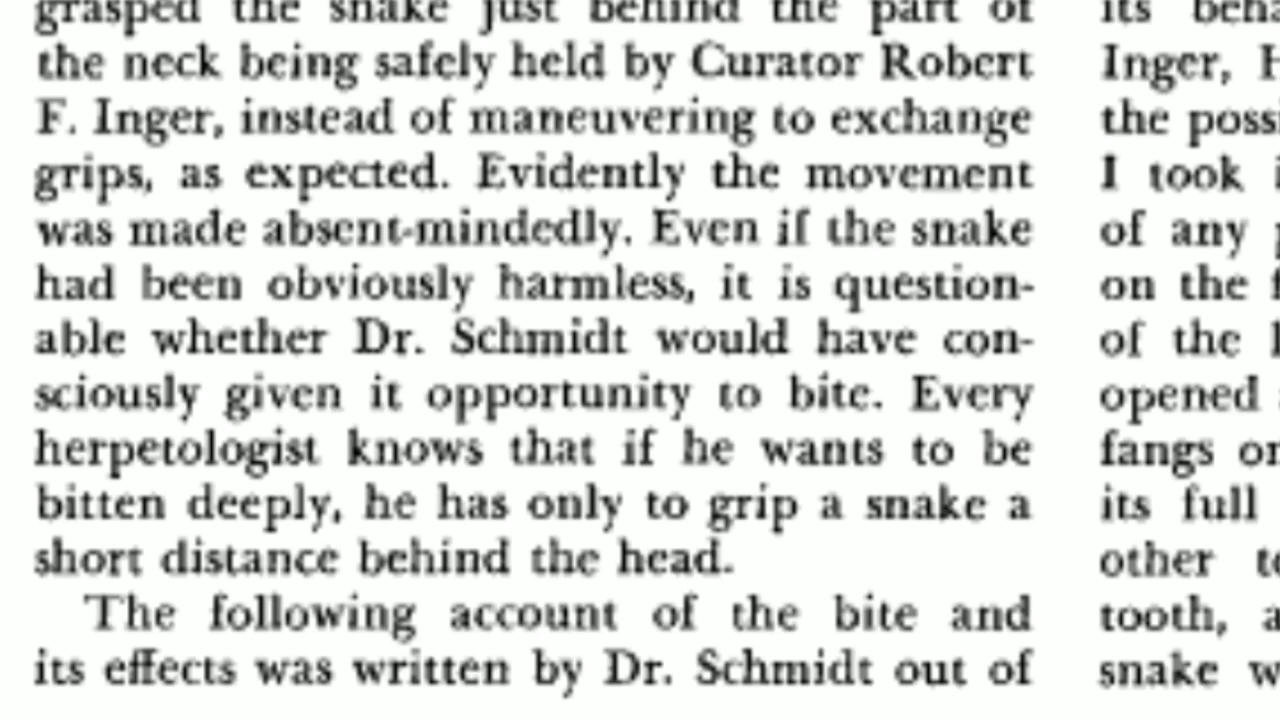 grasped the snake just behind the part of
the neck being safely held by Curator Robert
F. Inger, instead of maneuvering to exchange
grips, as expected. Evidently the movement
was made absent-mindedly. Even if the snake
had been obviously harmless, it is question-
able whether Dr. Schmidt would have con-
sciously given it opportunity to bite. Every
herpetologist knows that if he wants to be
bitten deeply, he has only to grip a snake a
short distance behind the head.
The following account of the bite and
its effects was written by Dr. Schmidt out of
its
Inger,
the
I took
of any
on the
of the
opened
fangs
its full
other
tooth,
snake